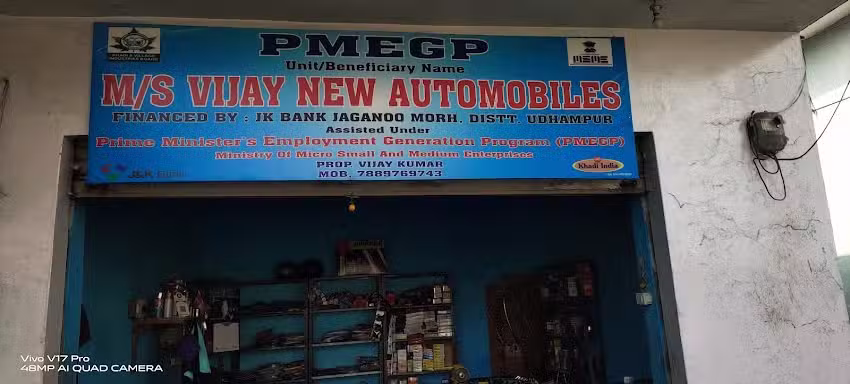 PMEGP
Unit/Beneficiary Name
M/S VIJAY NEW AUTOMOBILES
FINANCED BY : JK BANK JAGANOO MORH. DISTT. UDHAMPUR
Assisted Under
Prime Minister's Employment Generation Program (PMEGP)
Ministry Of Micro Small And Medium Enterprises
PROP. VIJAY KUMAR
MOB. 7889769743
J&K Bank
Khadi India
Vivo V17 Pro
48MP AI QUAD CAMERA